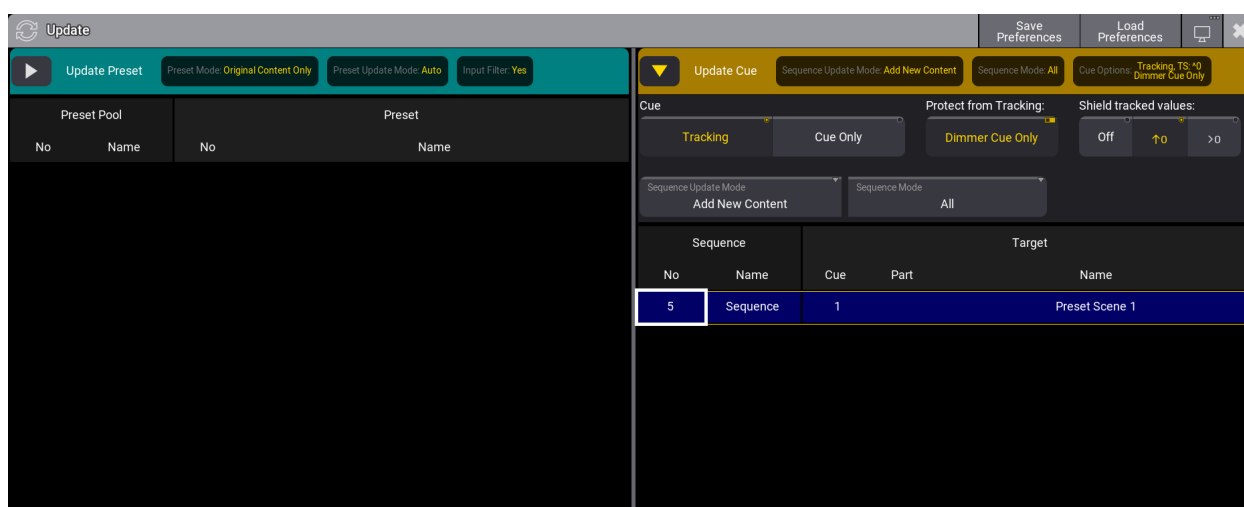 Update
Save Preferences
Load Preferences
Update Preset
Preset Mode: Original Content Only
Preset Update Mode: Auto
Input Filter: Yes
Update Cue
Sequence Update Mode: Add New Content
Sequence Mode: All
Cue Options: Tracking, TS: ^0
Dimmer Cue Only
Preset Pool
Preset
No
Name
No
Name
Cue
Protect from Tracking:
Shield tracked values:
Tracking
Cue Only
Dimmer Cue Only
Off
↑0
>0
Sequence Update Mode
Add New Content
Sequence Mode
All
Sequence
Target
No
Name
Cue
Part
Name
5
Sequence
1
Preset Scene 1